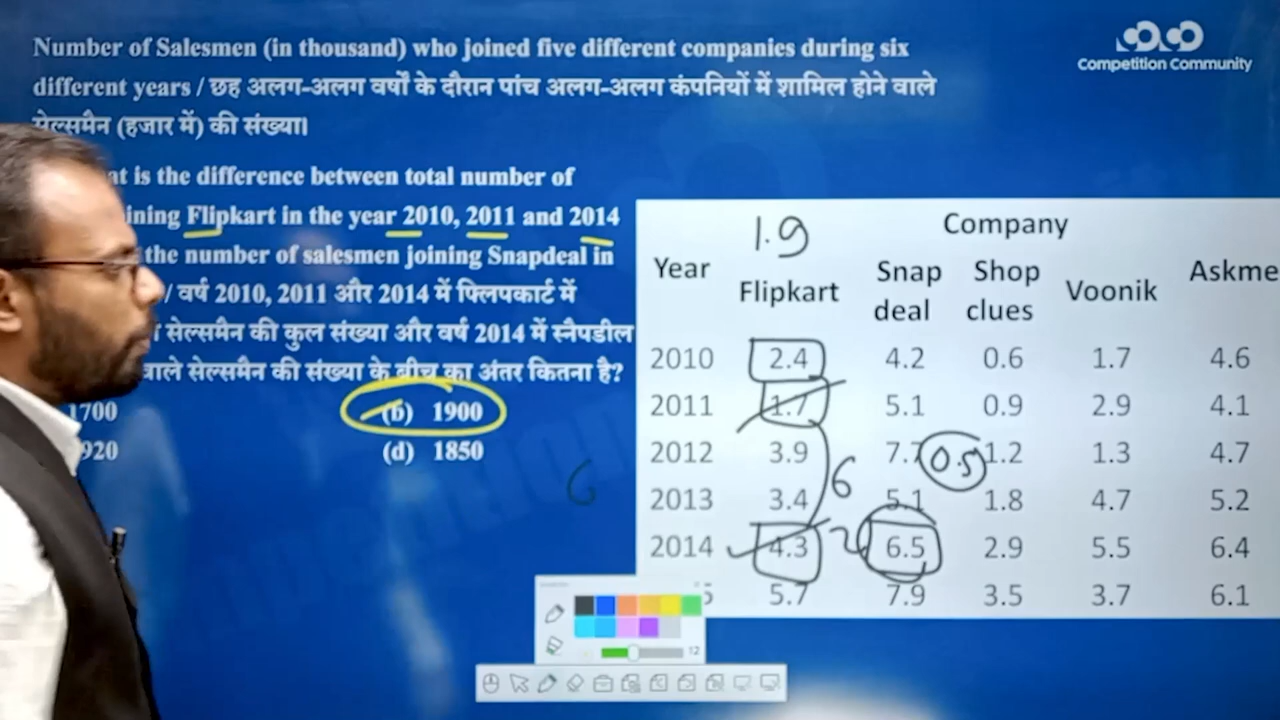 Number of Salesmen (in thousand) who joined five different companies during six
different years / छह अलग-अलग वर्षों के दौरान पांच अलग-अलग कंपनियों में शामिल होने वाले
सेल्समैन (हजार में) की संख्या।
Competition Community
is the difference between total number of
Flipkart in the year 2010, 2011 and 2014
the number of salesmen joining Snapdeal in
/ वर्ष 2010, 2011 और 2014 में फ्लिपकार्ट में
सेल्समैन की कुल संख्या और वर्ष 2014 में स्नैपडील
वाले सेल्समैन की संख्या के बीच का अंतर कितना है?
1700 (b) 1900
920 (d) 1850
6
1.9
Company
Year Flipkart Snap deal Shop clues Voonik Askme
2010 2.4 4.2 0.6 1.7 4.6
2011 1.7 5.1 0.9 2.9 4.1
2012 3.9 7.7 0.5 1.2 1.3 4.7
2013 3.4 6 5.1 1.8 4.7 5.2
2014 4.3 6.5 2.9 5.5 6.4
5.7 7.9 3.5 3.7 6.1
12